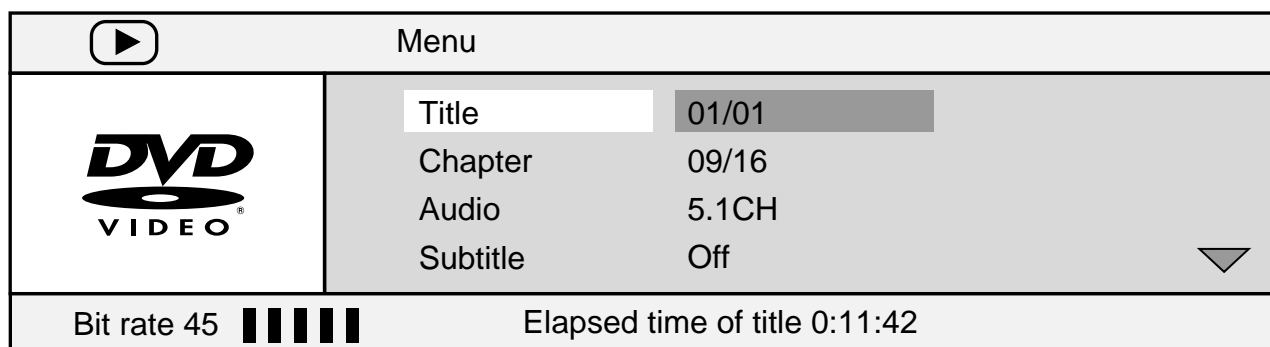 Menu
Title 01/01
Chapter 09/16
Audio 5.1CH
Subtitle Off
DVD
VIDEO®
Bit rate 45
Elapsed time of title 0:11:42